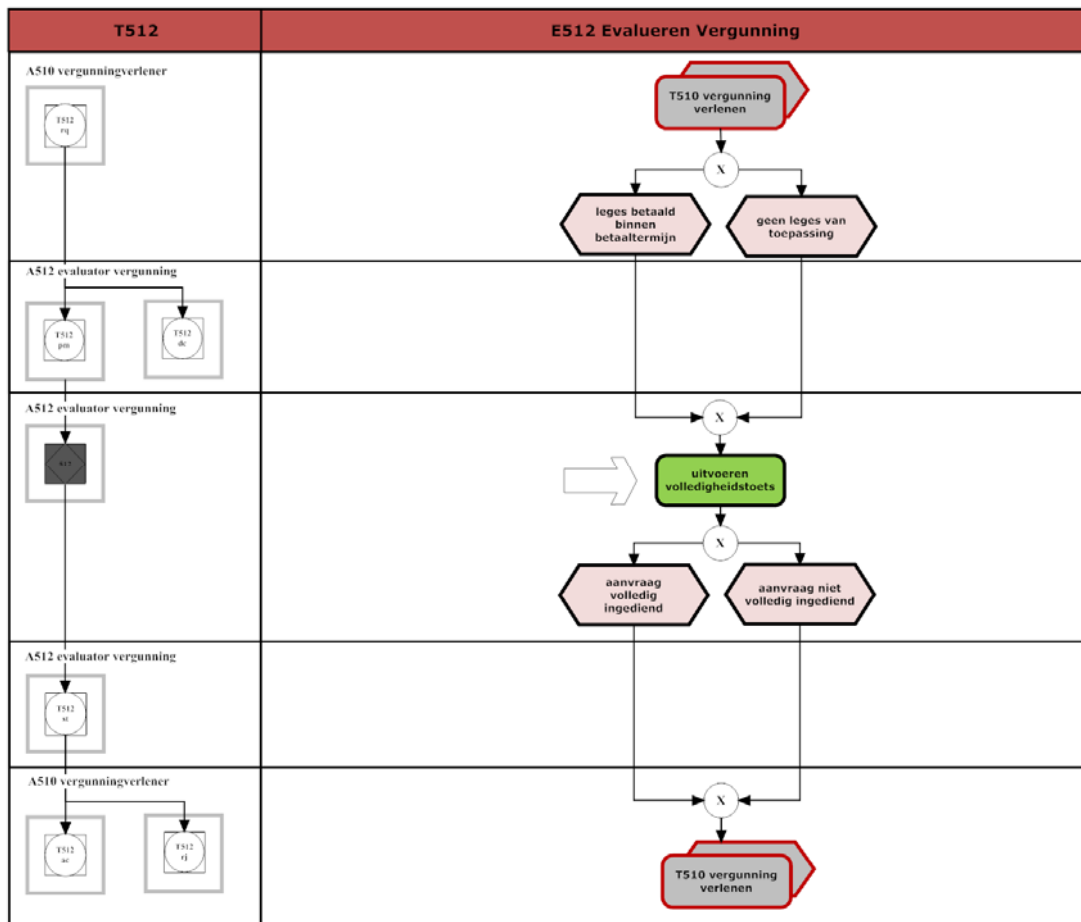 T512
E512 Evalueren Vergunning
A510 vergunningverlener
T512
rq
T510 vergunning
verlenen
X
leges betaald
binnen
betaaltermijn
geen leges van
toepassing
A512 evaluator vergunning
T512
pm
T512
dc
A512 evaluator vergunning
X
uitvoeren
volledigheidstoets
X
aanvraag
volledig
ingediend
aanvraag niet
volledig ingediend
A512 evaluator vergunning
T512
st
A510 vergunningverlener
T512
ac
T512
rj
X
T510 vergunning
verlenen